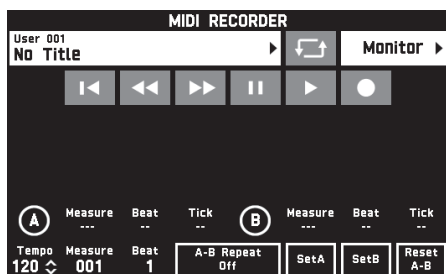 MIDI RECORDER
User 001
No Title
Monitor
A Measure Beat Tick B Measure Beat Tick
--- -- -- --- -- --
Tempo Measure Beat A-B Repeat SetA SetB Reset
120 001 1 Off A-B